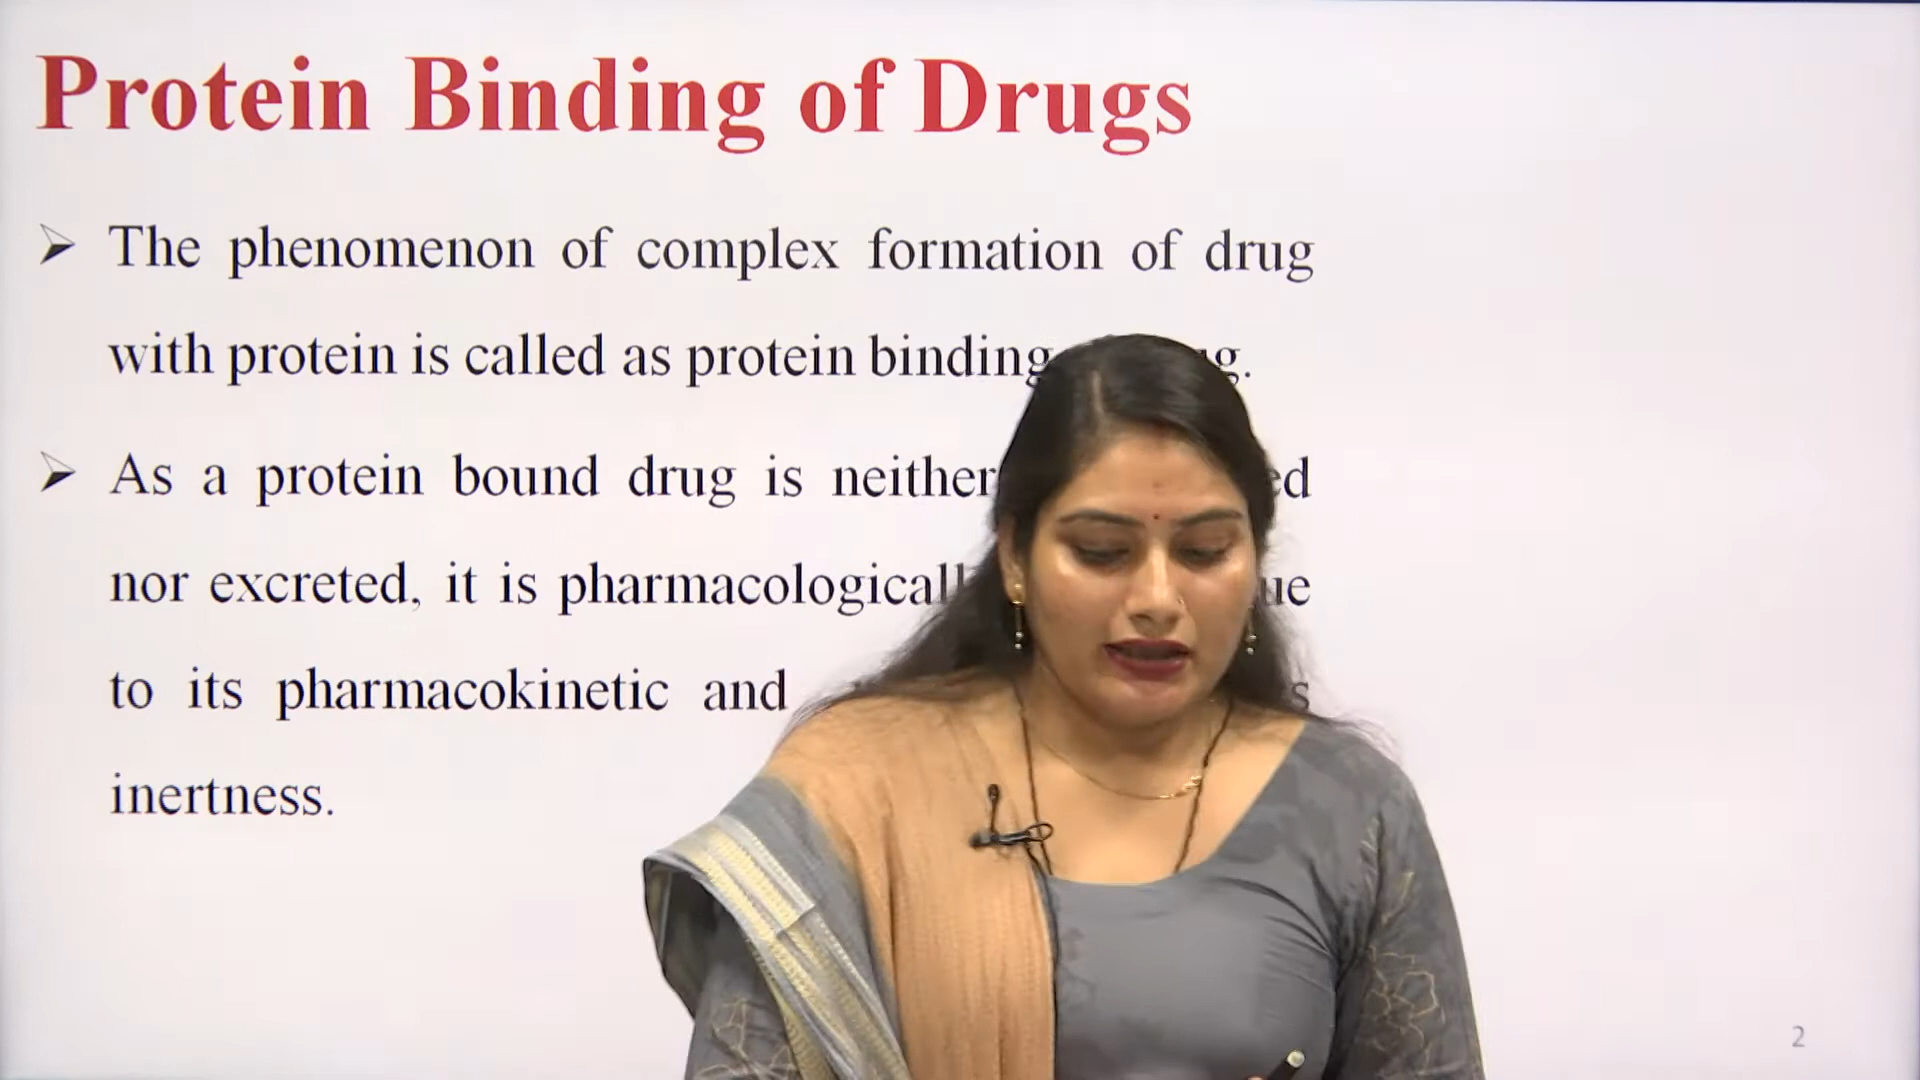 Protein Binding of Drugs
➤ The phenomenon of complex formation of drug
with protein is called as protein binding
➤ As a protein bound drug is neither
nor excreted, it is
to its pharmacokinetic and
inertness.
2